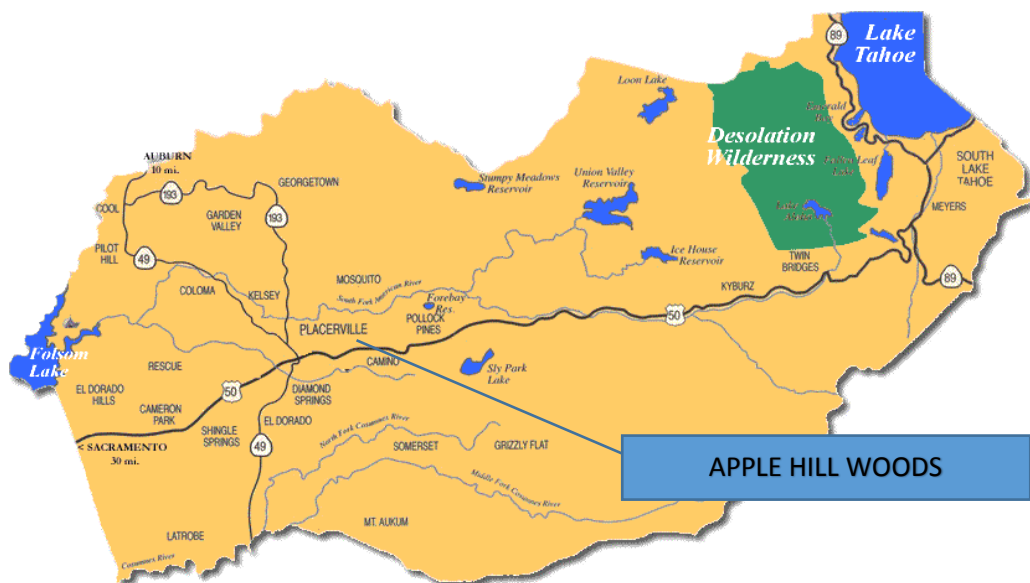 89
Lake
Tahoe
Loon Lake
Emerald
Bay
Desolation
Wilderness
Fallen Leaf
Lake
AUBURN
10 mi.
193
GEORGETOWN
Stumpy Meadows
Reservoir
Union Valley
Reservoir
SOUTH
LAKE
TAHOE
COOL
GARDEN
VALLEY
193
Lake
MEYERS
PILOT
HILL
49
Ice House
Reservoir
TWIN
BRIDGES
MOSQUITO
COLOMA
KELSEY
South Fork American River
Forebay
Res.
KYBURZ
89
50
PLACERVILLE
POLLOCK
PINES
Folsom
Lake
RESCUE
CAMINO
Sly Park
Lake
EL DORADO
HILLS
50
DIAMOND
SPRINGS
CAMERON
PARK
SHINGLE
SPRINGS
EL DORADO
49
North Fork Cosumnes River
SOMERSET
GRIZZLY FLAT
< SACRAMENTO
30 mi.
APPLE HILL WOODS
Middle Fork Cosumnes River
MT. AUKUM
LATROBE
Cosumnes River